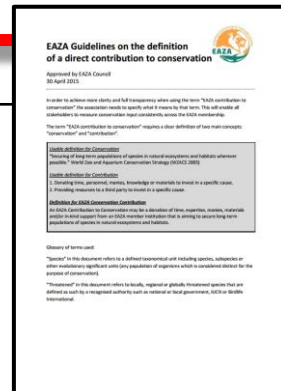 EAZA Guidelines on the definition
of a direct contribution to conservation
EAZA
Approved by EAZA Council
30 April 2015
In order to achieve more clarity and full transparency when using the term "EAZA contribution to
conservation" the association needs to specify what it means by that term. This will enable all
stakeholders to measure conservation input consistently across the EAZA membership.
The term "EAZA contribution to conservation" requires a clear definition of two main concepts:
"conservation" and "contribution".
Usable definition for Conservation
"Securing of long-term populations of species in natural ecosystems and habitats wherever
possible." World Zoo and Aquarium Conservation Strategy (WZACS 2005)
Usable definition for Contribution
1. Donating time, personnel, monies, knowledge or materials to invest in a specific cause.
2. Providing resources to a third party to invest in a specific cause.
Definition for EAZA Conservation Contribution
An EAZA Contribution to Conservation may be a donation of time, expertise, monies, materials
and/or in-kind support from an EAZA member institution that is aiming to secure long-term
populations of species in natural ecosystems and habitats.
Glossary of terms used:
"Species" in this document refers to a defined taxonomical unit including species, subspecies or
other evolutionary significant units (any population of organisms which is considered distinct for the
purpose of conservation).
"Threatened" in this document refers to locally, regional or globally threatened species that are
defined as such by a recognised authority such as national or local government, IUCN or Birdlife
International.